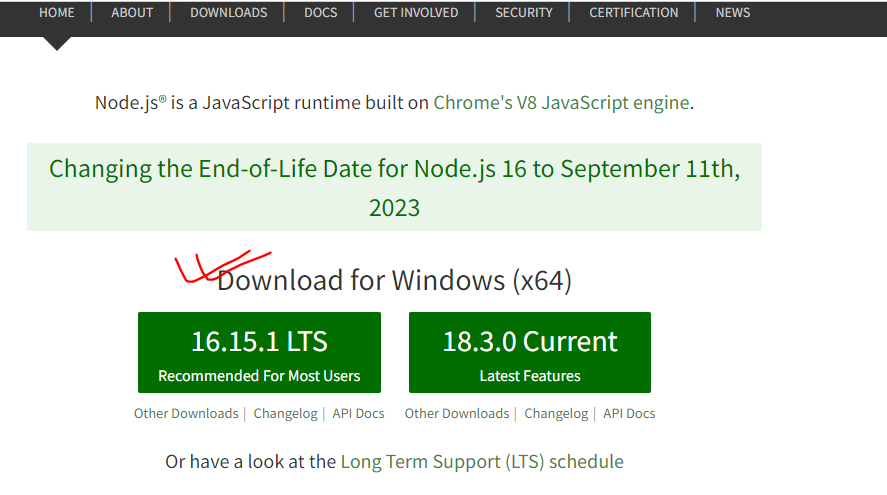 HOME | ABOUT | DOWNLOADS | DOCS | GET INVOLVED | SECURITY | CERTIFICATION | NEWS
Node.js® is a JavaScript runtime built on Chrome's V8 JavaScript engine.
Changing the End-of-Life Date for Node.js 16 to September 11th,
2023
Download for Windows (x64)
16.15.1 LTS
Recommended For Most Users
18.3.0 Current
Latest Features
Other Downloads | Changelog | API Docs
Other Downloads | Changelog | API Docs
Or have a look at the Long Term Support (LTS) schedule